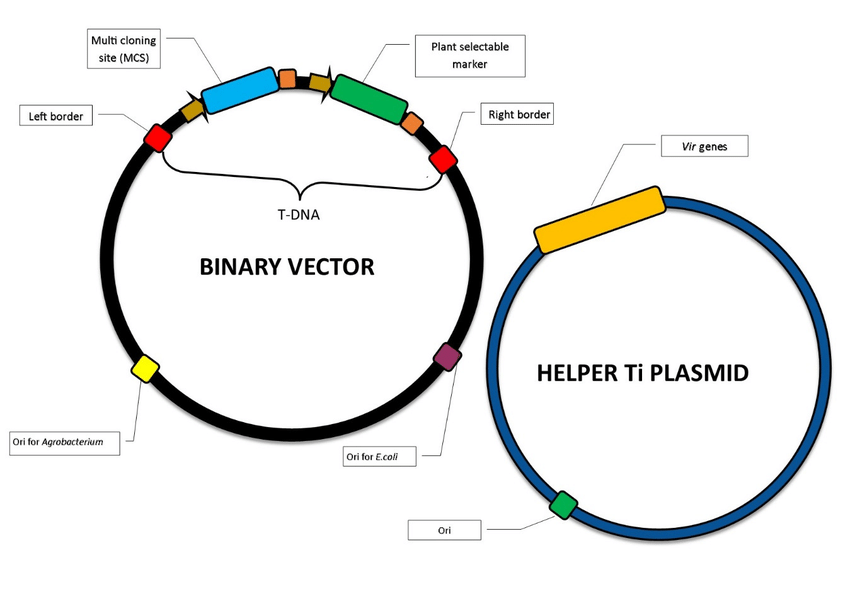 Multi cloning
site (MCS)
Plant selectable
marker
Left border
Right border
Vir genes
T-DNA
BINARY VECTOR
HELPER Ti PLASMID
Ori for Agrobacterium
Ori for E.coli
Ori